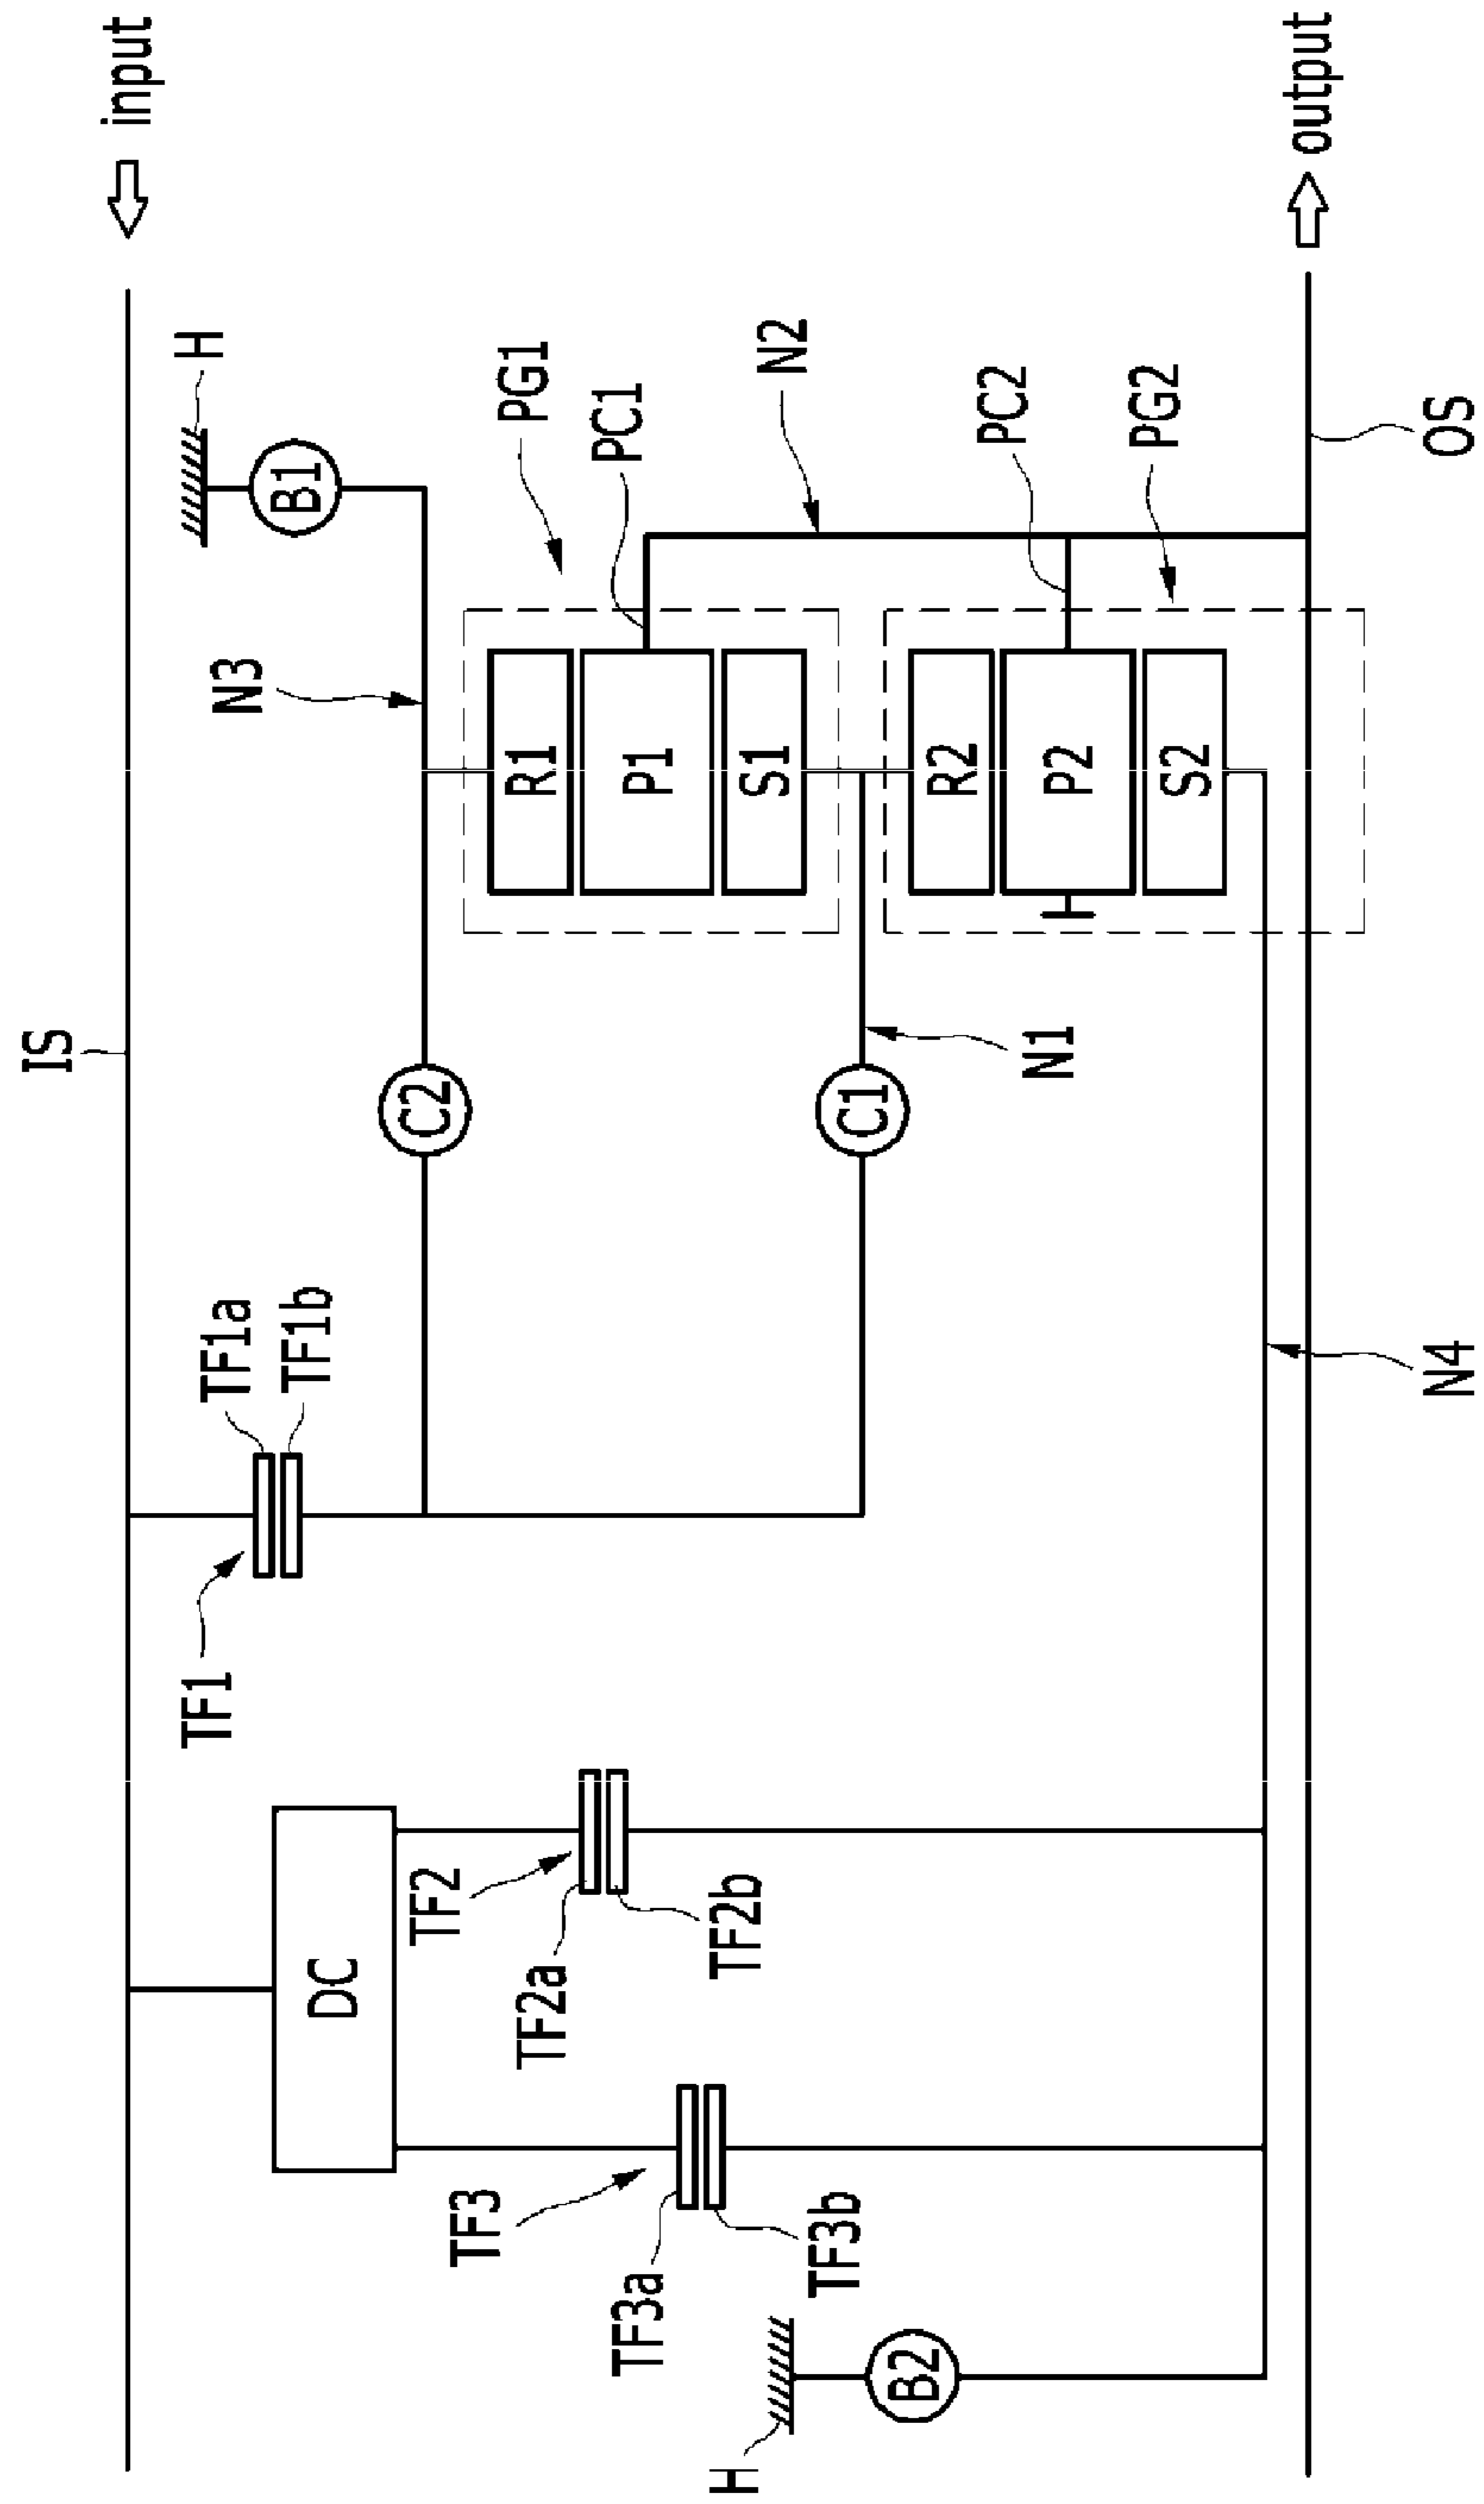 IS
input
H
B1
N3
TF1a
TF1b
TF1
PG1
PC1
N2
PC2
PG2
R1
P1
S1
R2
P2
S2
C2
C1
N1
DC
TF2
TF2a
TF2b
TF3
TF3a
TF3b
H
B2
N4
OS
output